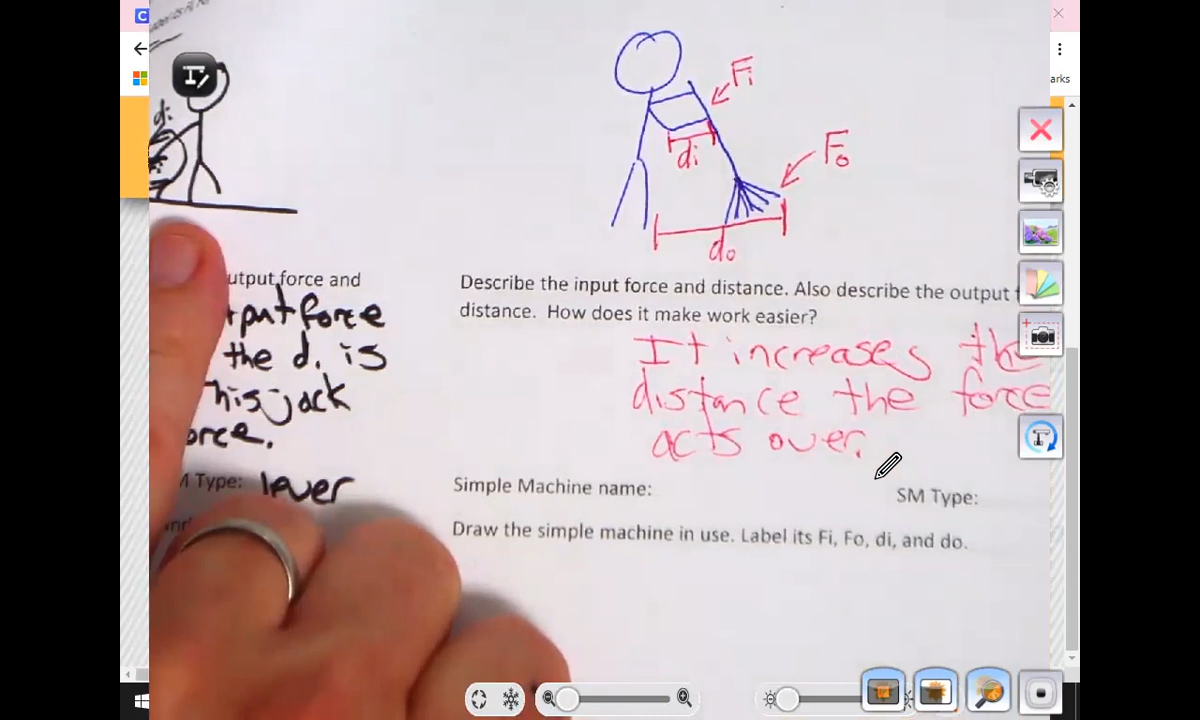 di
Fi
di
Fo
do
utput force and
put force
the di is
his jack
orce.
Type: lever
Describe the input force and distance. Also describe the output
distance. How does it make work easier?
It increases the
distance the force
acts over.
Simple Machine name:
SM Type:
Draw the simple machine in use. Label its Fi, Fo, di, and do.
arks